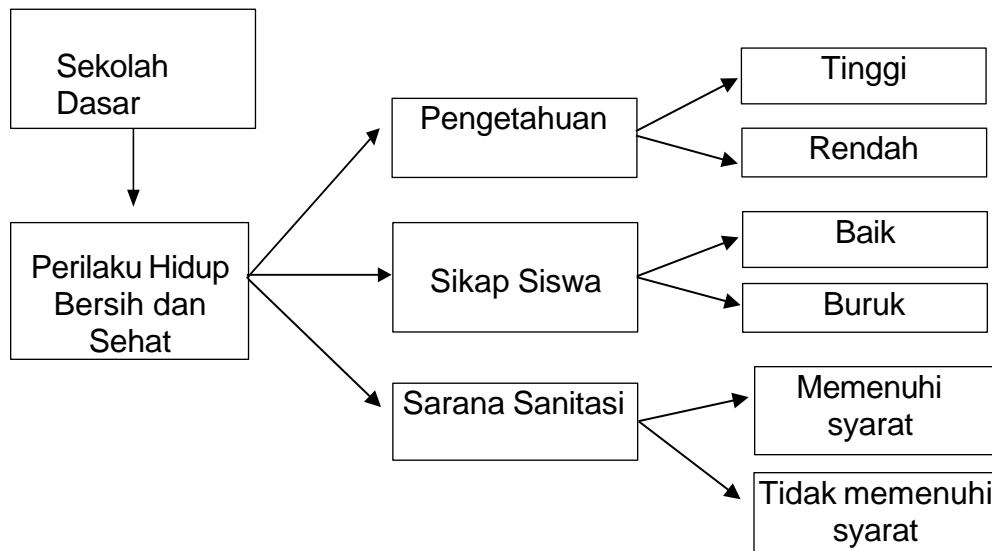 Sekolah
Dasar
Perilaku Hidup
Bersih dan
Sehat
Pengetahuan
Sikap Siswa
Sarana Sanitasi
Tinggi
Rendah
Baik
Buruk
Memenuhi
syarat
Tidak memenuhi
syarat